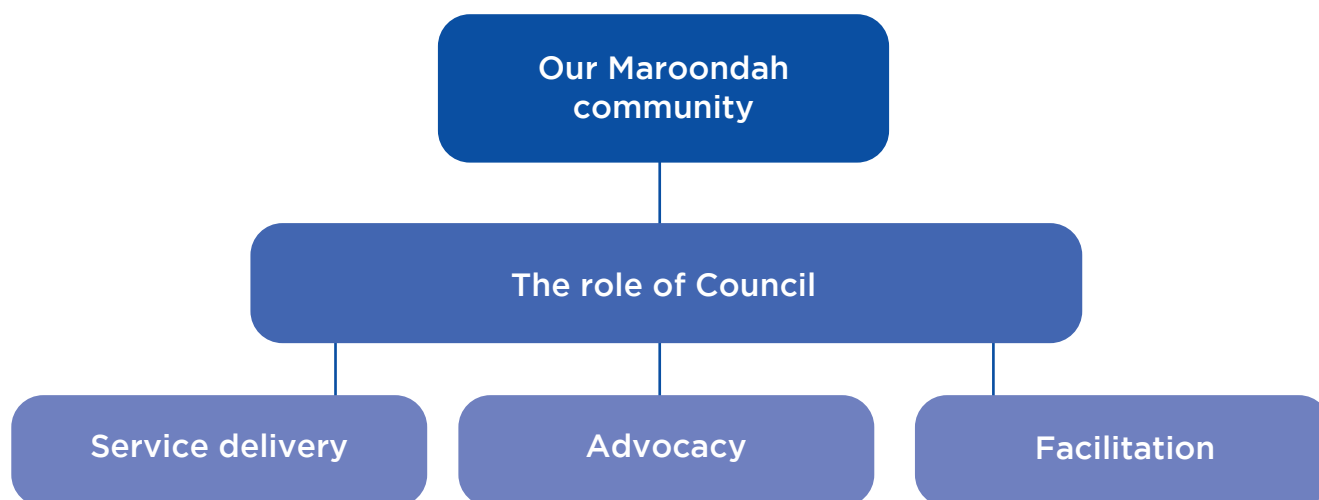 Our Maroondah
community
The role of Council
Service delivery
Advocacy
Facilitation